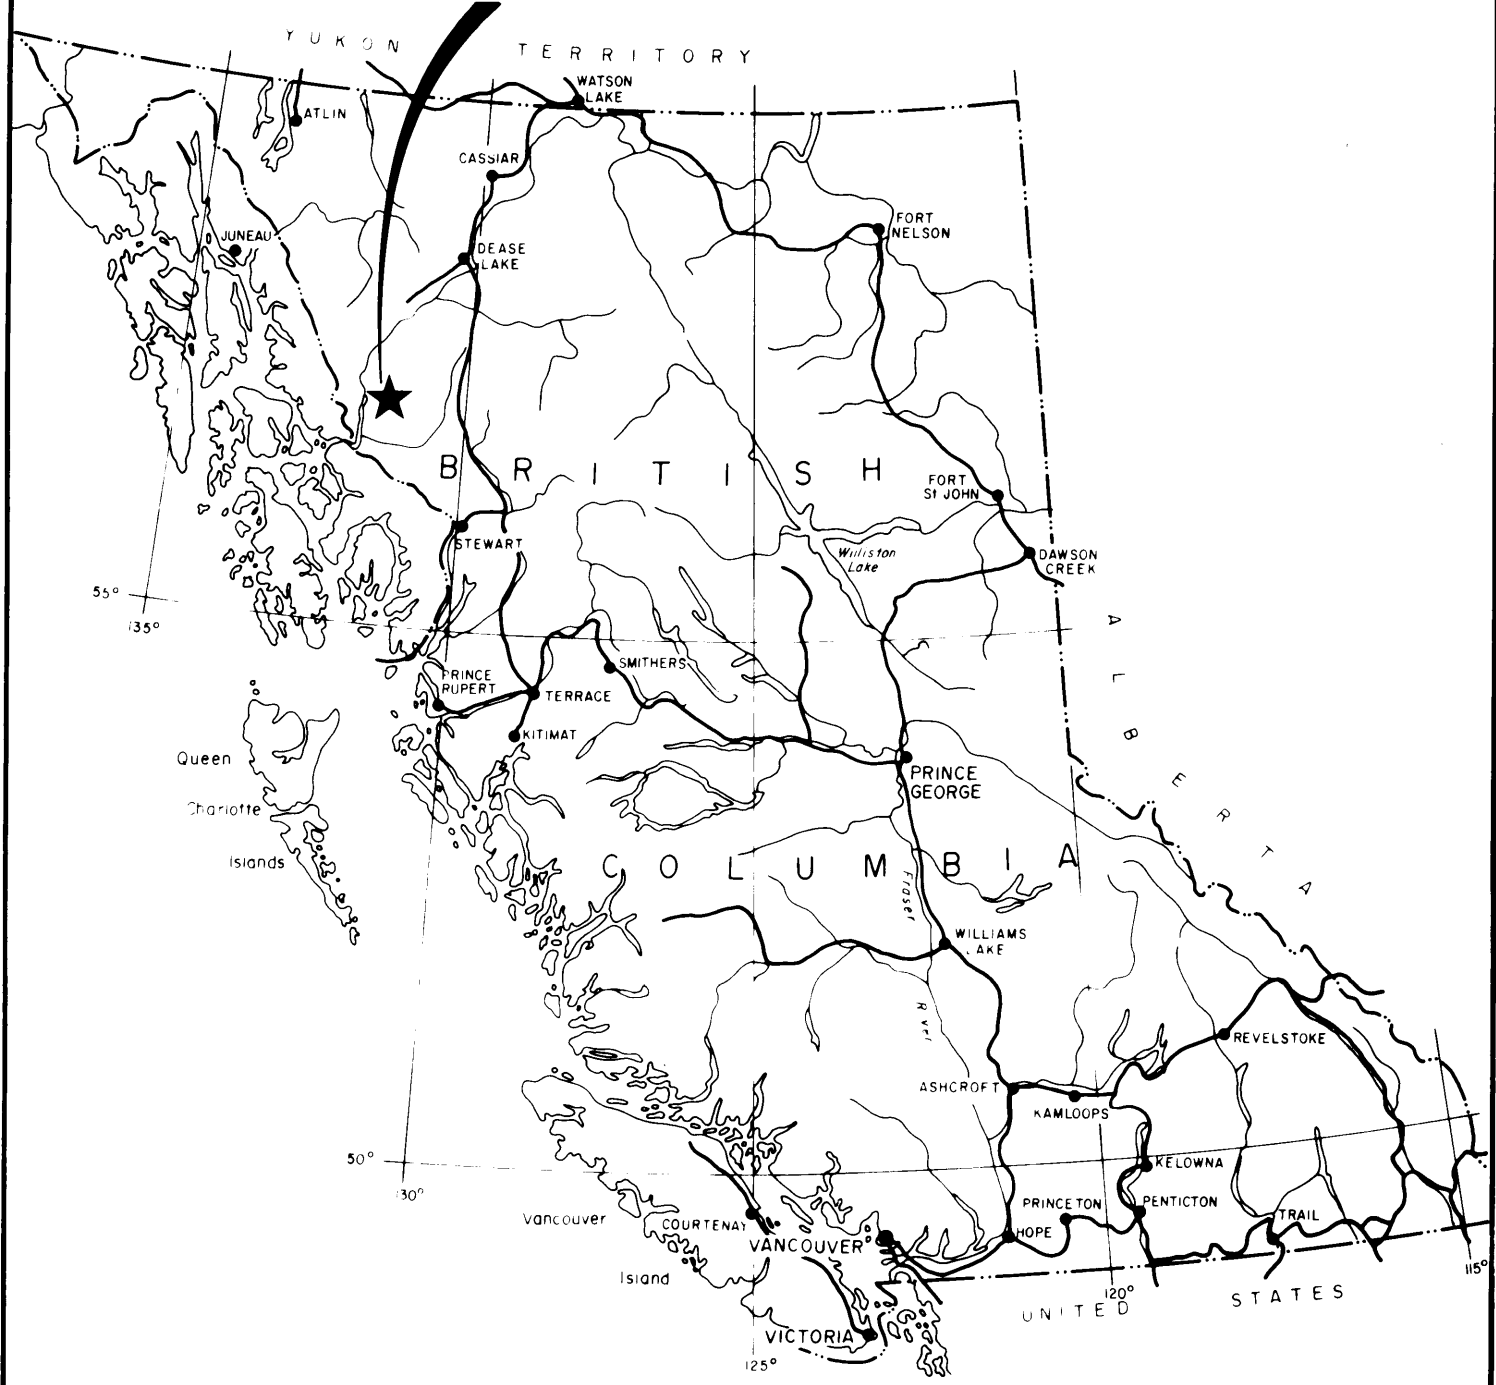 YUKON TERRITORY
WATSON
LAKE
ATLIN
CASSIAR
FORT
NELSON
JUNEAU
DEASE
LAKE
BRITISH
FORT
St JOHN
STEWART
Williston
Lake
DAWSON
CREEK
55°
135°
ALBERTA
SMITHERS
PRINCE
RUPERT
TERRACE
KITIMAT
Queen
Charlotte
Islands
PRINCE
GEORGE
COLUMBIA
Fraser
River
WILLIAMS
LAKE
REVELSTOKE
ASHCROFT
KAMLOOPS
50°
130°
KELOWNA
PRINCETON
PENTICTON
Vancouver
Island
COURTENAY
VANCOUVER
HOPE
TRAIL
115°
120°
UNITED STATES
VICTORIA
125°